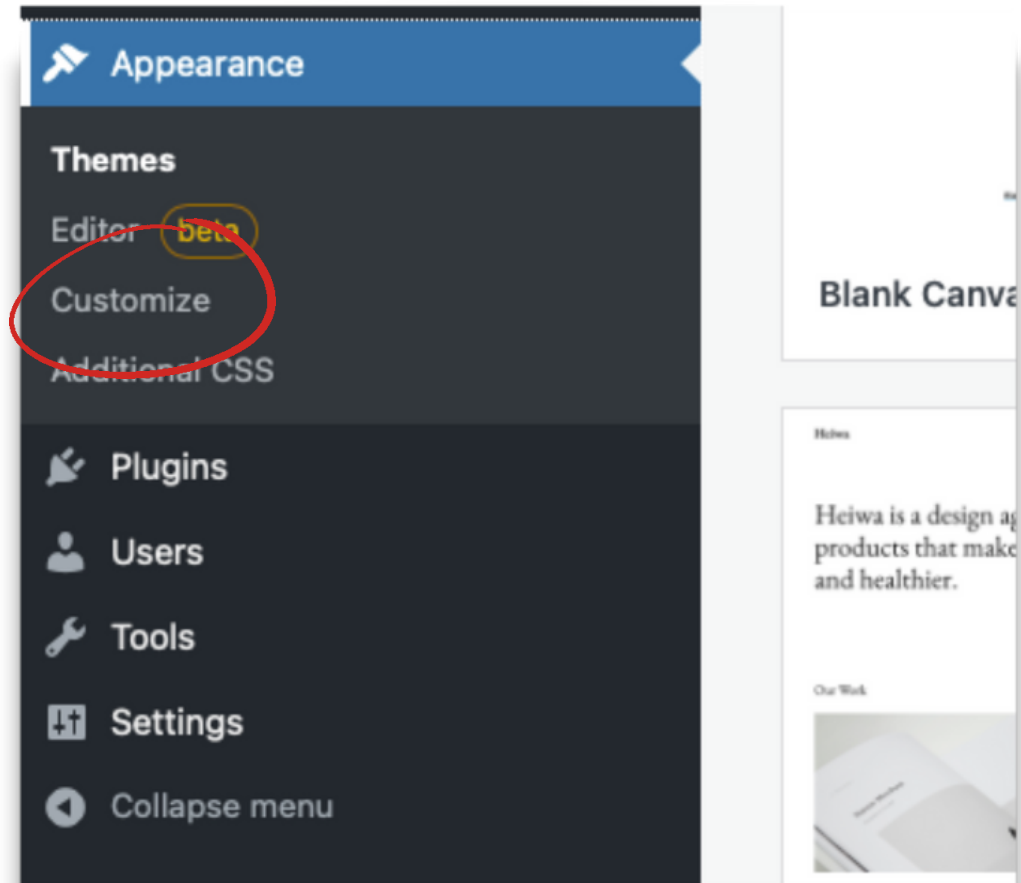 Appearance
Themes
Editor beta
Customize
Additional CSS
Plugins
Users
Tools
Settings
Collapse menu
Blank Canva
Heiwa
Heiwa is a design ag
products that make
and healthier.
Our Work